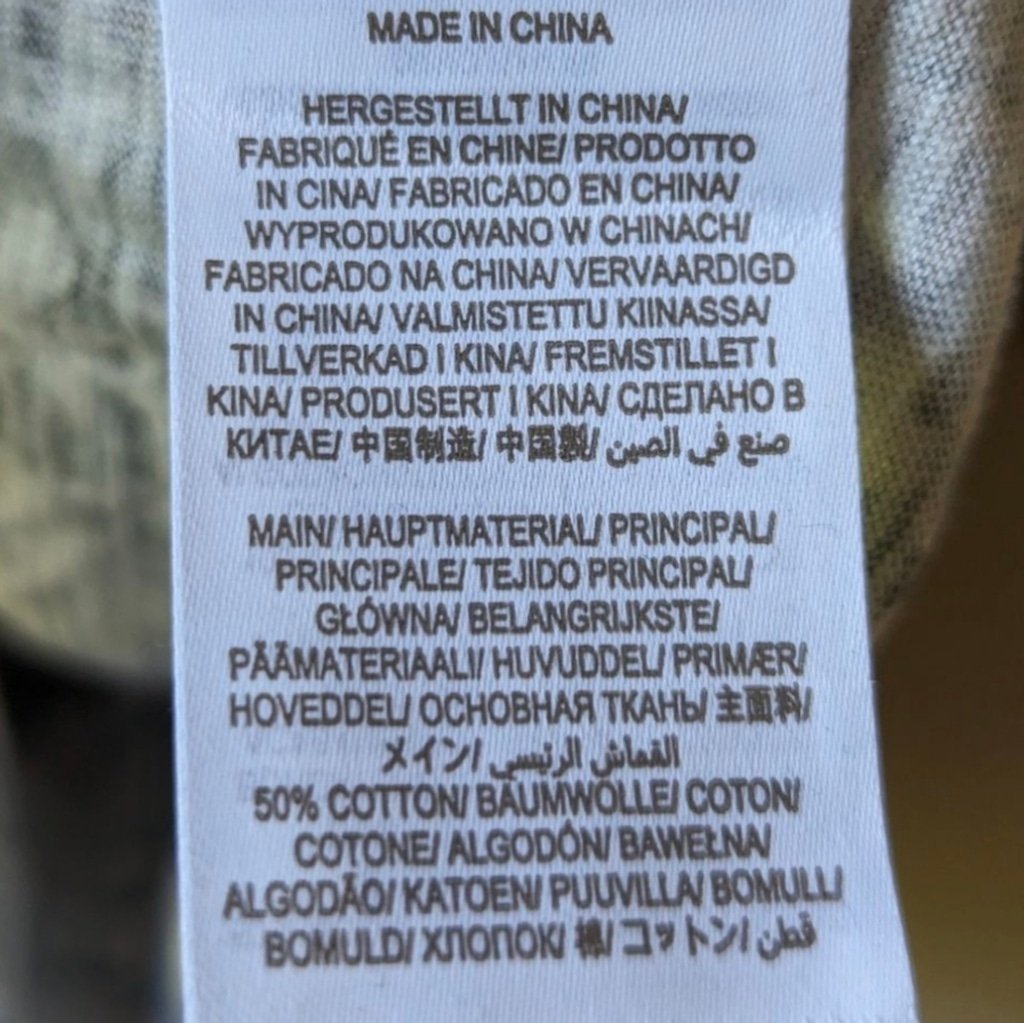 MADE IN CHINA
HERGESTELLT IN CHINA/
FABRIQUÉ EN CHINE/ PRODOTTO
IN CINA/ FABRICADO EN CHINA/
WYPRODUKOWANO W CHINACH/
FABRICADO NA CHINA/ VERVAARDIGD
IN CHINA/ VALMISTETTU KIINASSA/
TILLVERKAD I KINA/ FREMSTILLET I
KINA/ PRODUSERT I KINA/ СДЕЛАНО В
КИТАЕ/ 中国制造/ 中国製/ صنع في الصين
MAIN/ HAUPTMATERIAL/ PRINCIPAL/
PRINCIPALE/ TEJIDO PRINCIPAL/
GŁÓWNA/ BELANGRIJKSTE/
PÄÄMATERIAALI/ HUVUDDEL/ PRIMÆR/
HOVEDDEL/ ОСНОВНАЯ ТКАНЬ/ 主面料/
メイン/ القماش الرئيسي
50% COTTON/ BAUMWOLLE/ COTON/
COTONE/ ALGODÓN/ BAWEŁNA/
ALGODÃO/ KATOEN/ PUUVILLA/ BOMULL/
BOMULD/ ХЛОПОК/ 棉/ コットン/ قطن